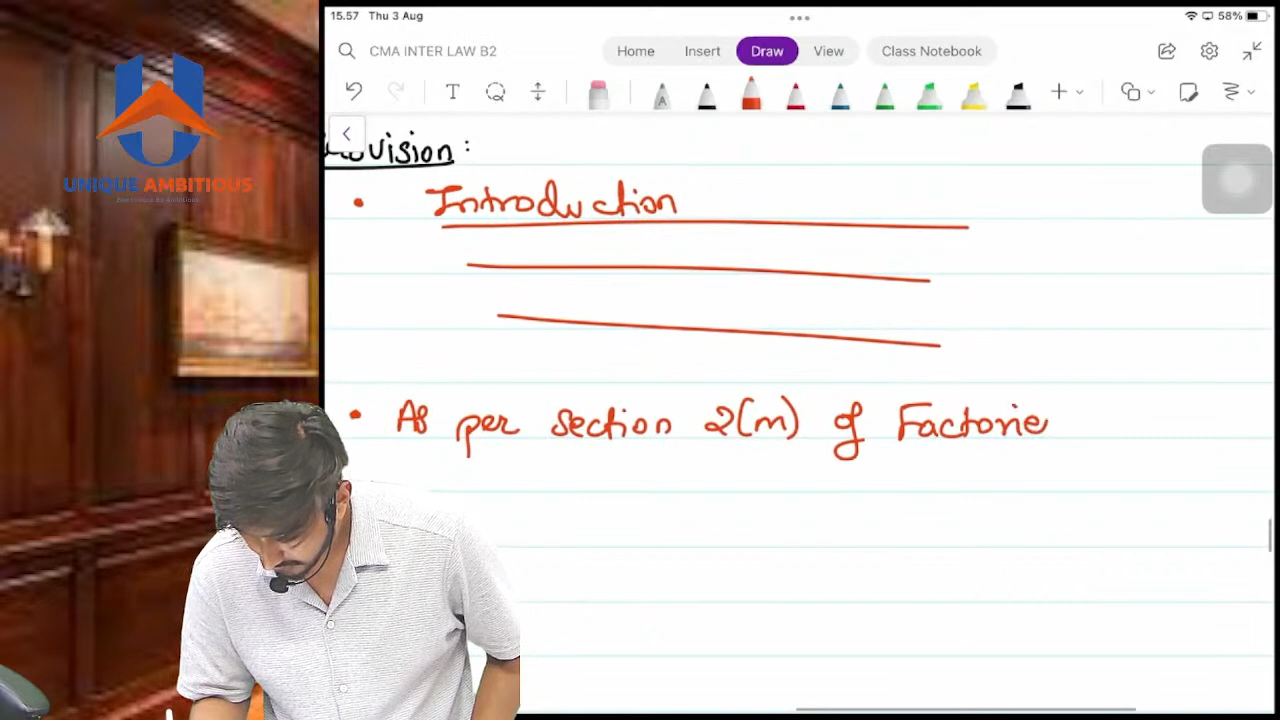 15.57 Thu 3 Aug
58%
CMA INTER LAW B2
Home Insert Draw View Class Notebook
UNIQUE AMBITIOUS
• Introduction
• As per section 2(m) of Factorie